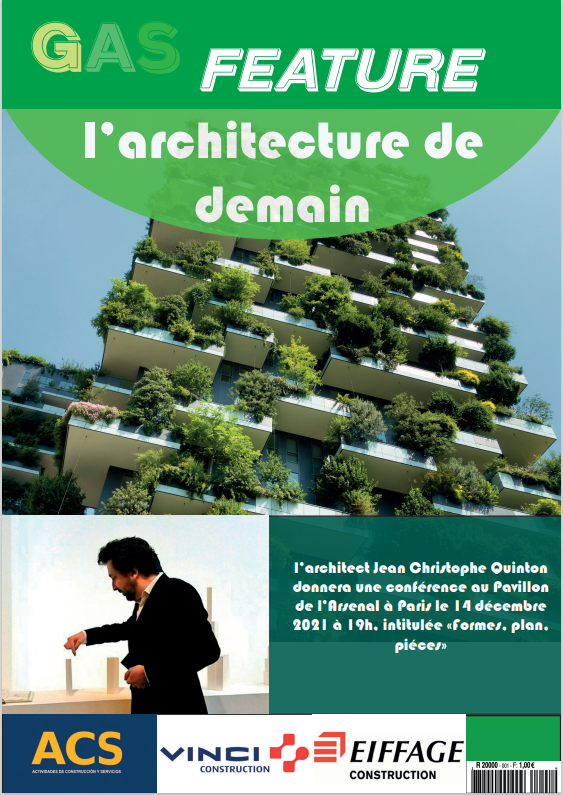 GAS
FEATURE
l'architecture de
demain
l'architect Jean Christophe Quinton
donnera une conférence au Pavillon
de l'Arsenal à Paris le 14 décembre
2021 à 19h, intitulée «Formes, plan,
piéces»
ACS
ACTIVIDADES DE CONSTRUCCIÓN Y SERVICIOS
VINCI
CONSTRUCTION
EIFFAGE
CONSTRUCTION
R 20000 - 001 - F: 1,00 €